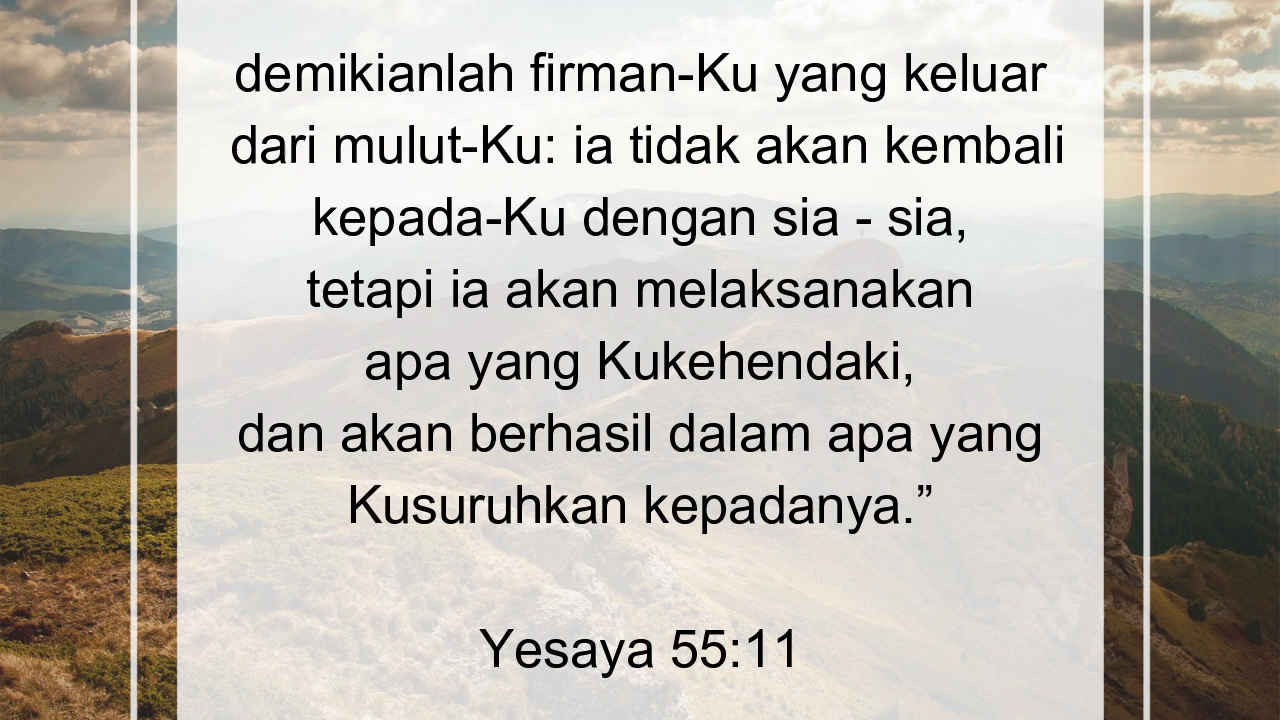 demikianlah firman-Ku yang keluar
dari mulut-Ku: ia tidak akan kembali
kepada-Ku dengan sia - sia,
tetapi ia akan melaksanakan
apa yang Kukehendaki,
dan akan berhasil dalam apa yang
Kusuruhkan kepadanya.”
Yesaya 55:11